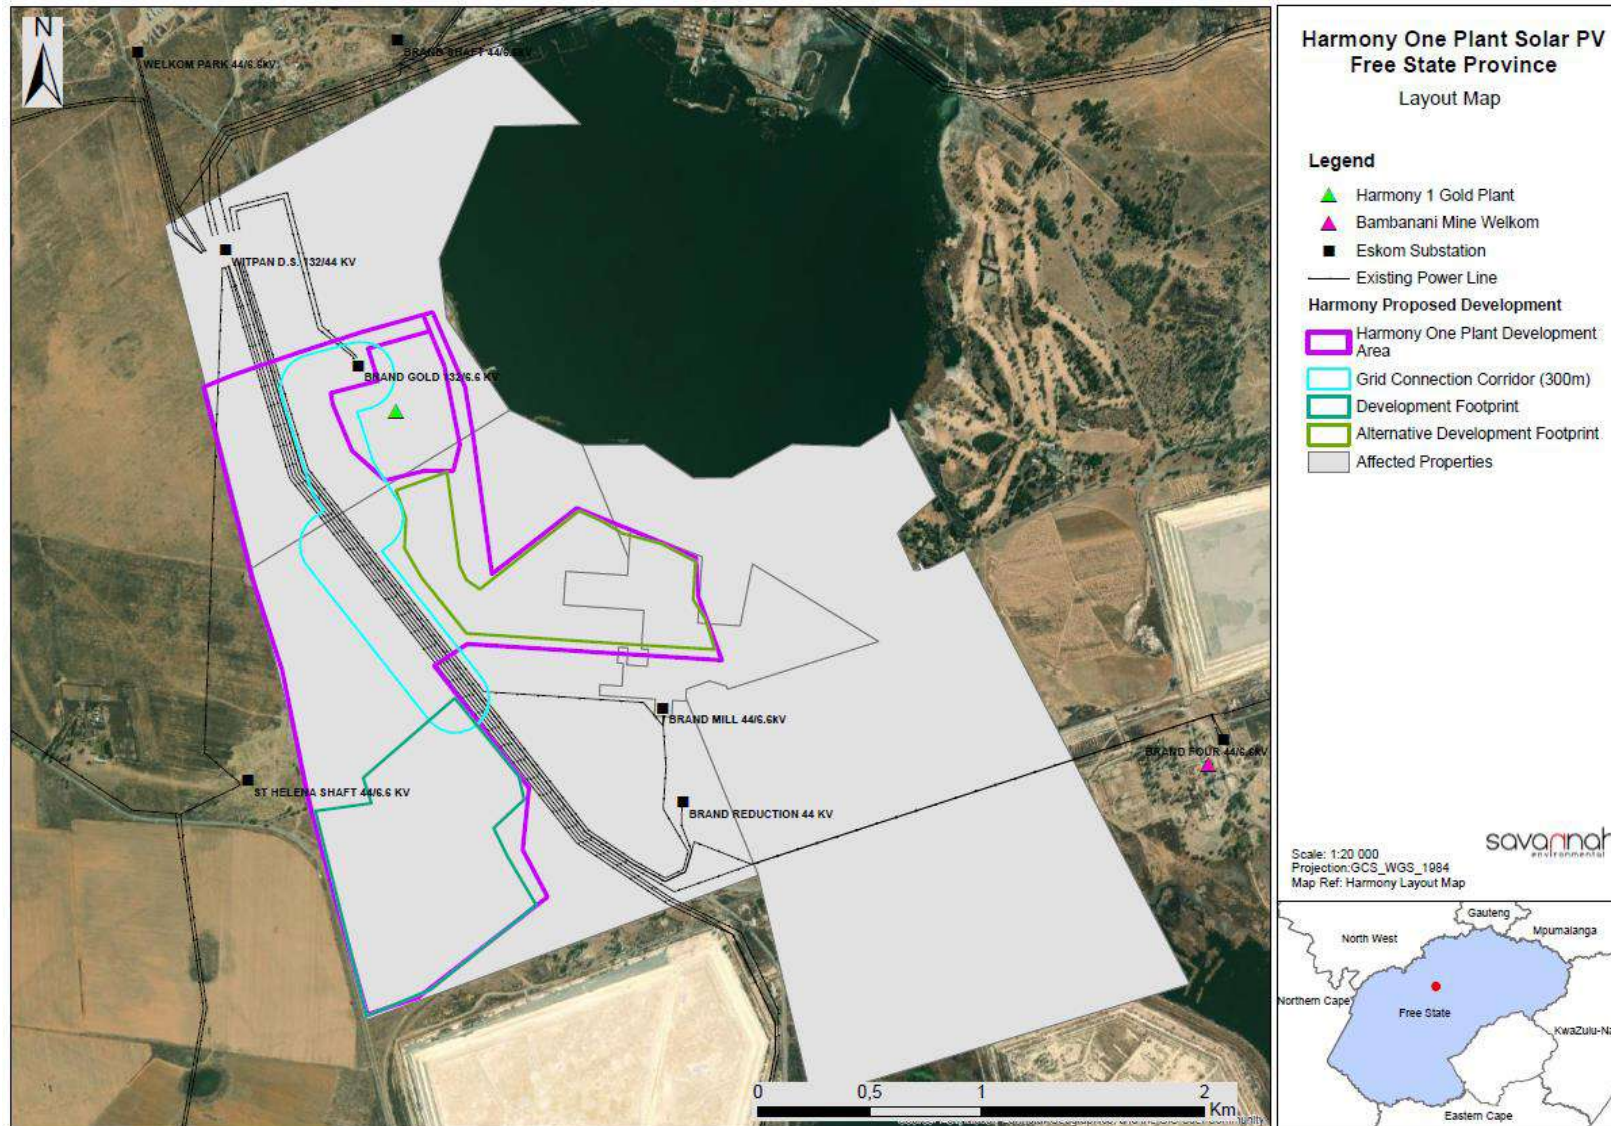 N
WELKOM PARK 44/6.6kV
BRAND SHAFT 44/6.6kV
WITPAN D.S. 132/44 KV
BRAND GOLD 132/6.6 KV
BRAND MILL 44/6.6kV
BRAND FOUR 44/6.6kV
ST HELENA SHAFT 44/6.6 KV
BRAND REDUCTION 44 KV
0 0,5 1 2
Km
Harmony One Plant Solar PV
Free State Province
Layout Map
Legend
Harmony 1 Gold Plant
Bambanani Mine Welkom
Eskom Substation
Existing Power Line
Harmony Proposed Development
Harmony One Plant Development
Area
Grid Connection Corridor (300m)
Development Footprint
Alternative Development Footprint
Affected Properties
savannah
environmental
Scale: 1:20 000
Projection:GCS_WGS_1984
Map Ref: Harmony Layout Map
Gauteng
North West
Mpumalanga
Northern Cape
Free State
KwaZulu-Na
Eastern Cape